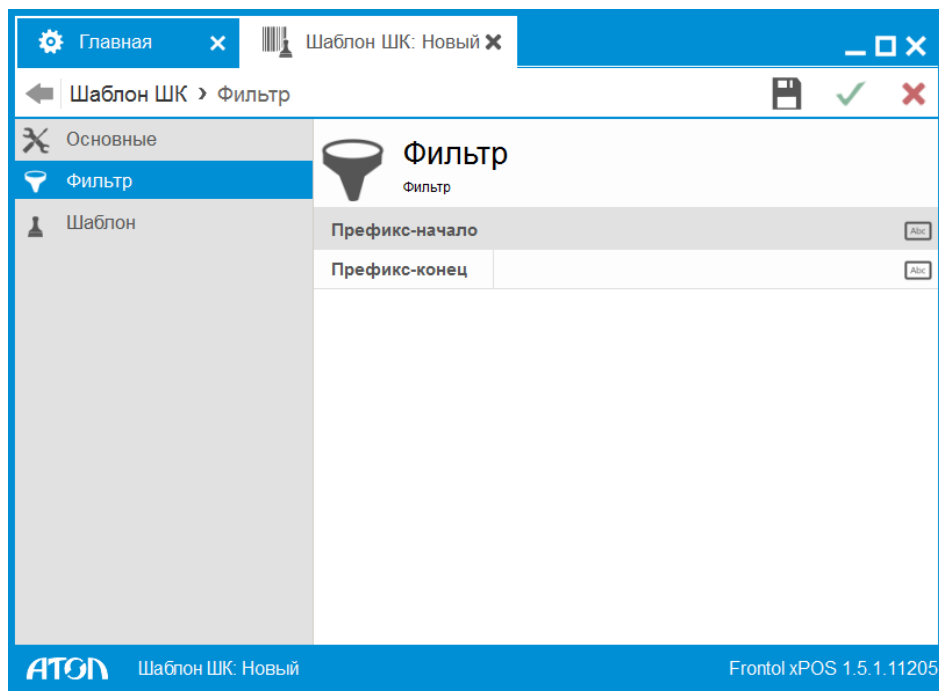 Главная
Шаблон ШК: Новый
Шаблон ШК › Фильтр
Основные
Фильтр
Шаблон
Фильтр
Фильтр
Префикс-начало Abc
Префикс-конец Abc
ATOL Шаблон ШК: Новый Frontol xPOS 1.5.1.11205